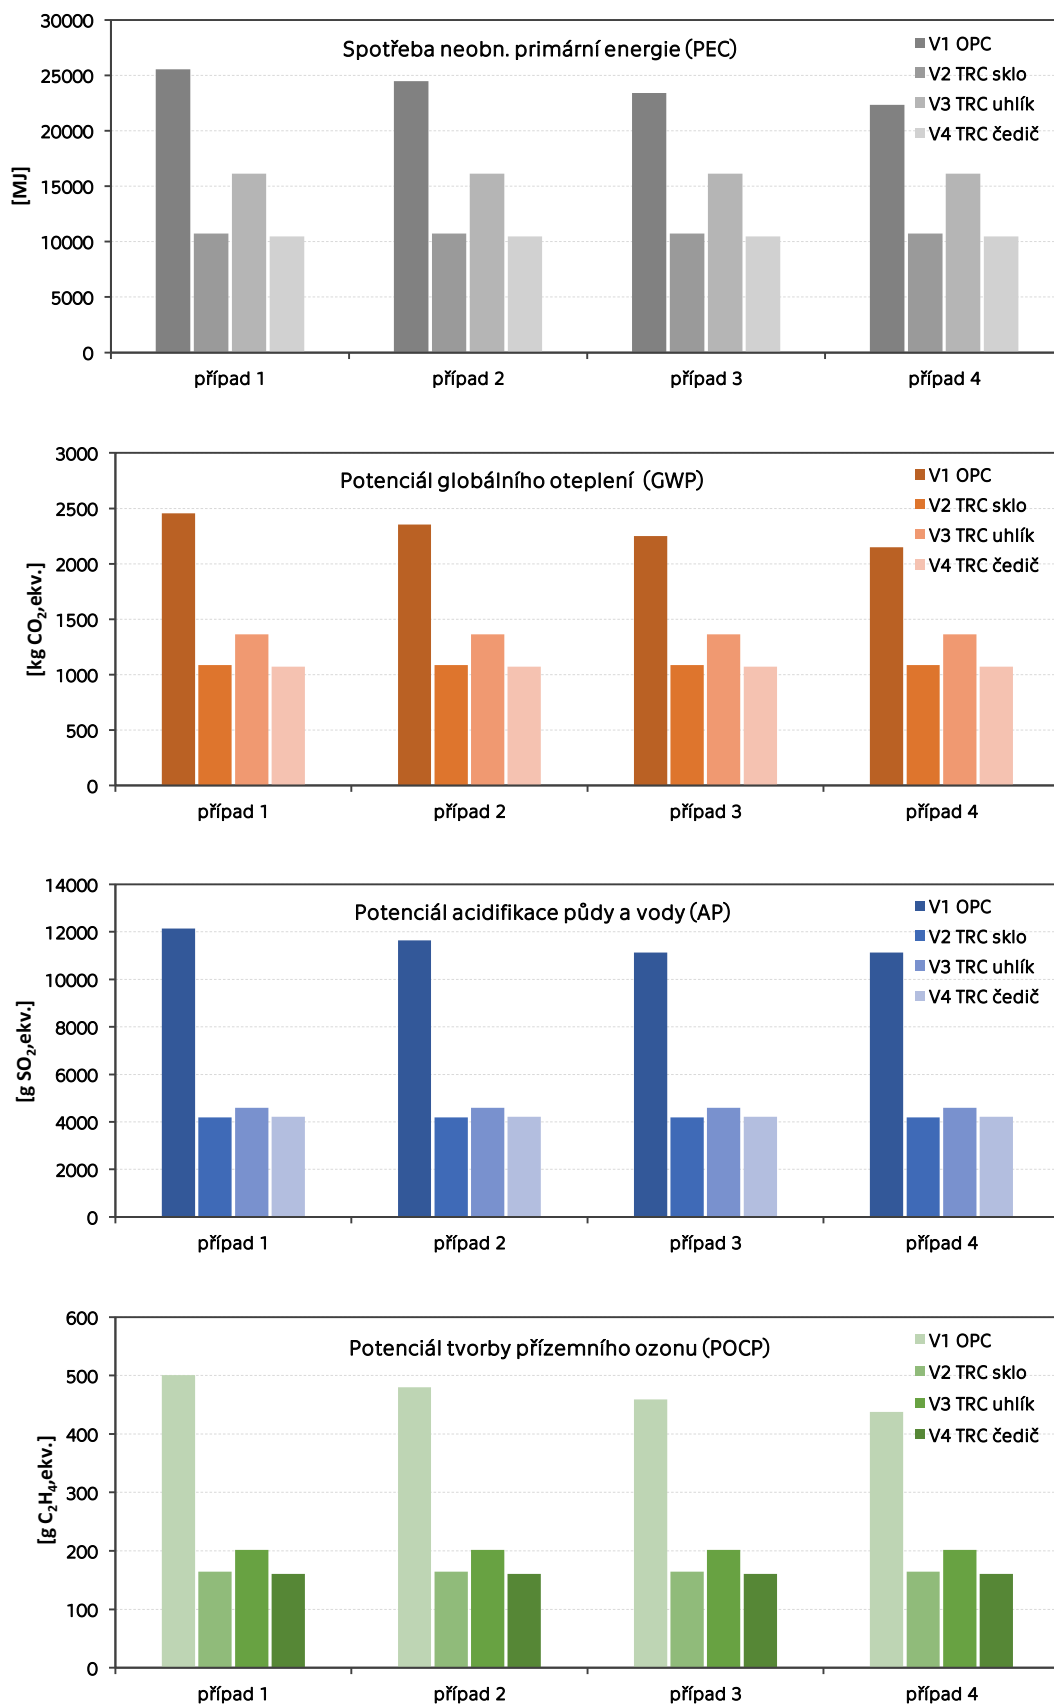 Spotřeba neobn. primární energie (PEC)
[MJ]
30000
25000
20000
15000
10000
5000
0
V1 OPC
V2 TRC sklo
V3 TRC uhlík
V4 TRC čedič
případ 1
případ 2
případ 3
případ 4
Potenciál globálního oteplení (GWP)
[kg CO₂,ekv.]
3000
2500
2000
1500
1000
500
0
V1 OPC
V2 TRC sklo
V3 TRC uhlík
V4 TRC čedič
případ 1
případ 2
případ 3
případ 4
Potenciál acidifikace půdy a vody (AP)
[g SO₂,ekv.]
14000
12000
10000
8000
6000
4000
2000
0
V1 OPC
V2 TRC sklo
V3 TRC uhlík
V4 TRC čedič
případ 1
případ 2
případ 3
případ 4
Potenciál tvorby přízemního ozonu (POCP)
[g C₂H₄,ekv.]
600
500
400
300
200
100
0
V1 OPC
V2 TRC sklo
V3 TRC uhlík
V4 TRC čedič
případ 1
případ 2
případ 3
případ 4